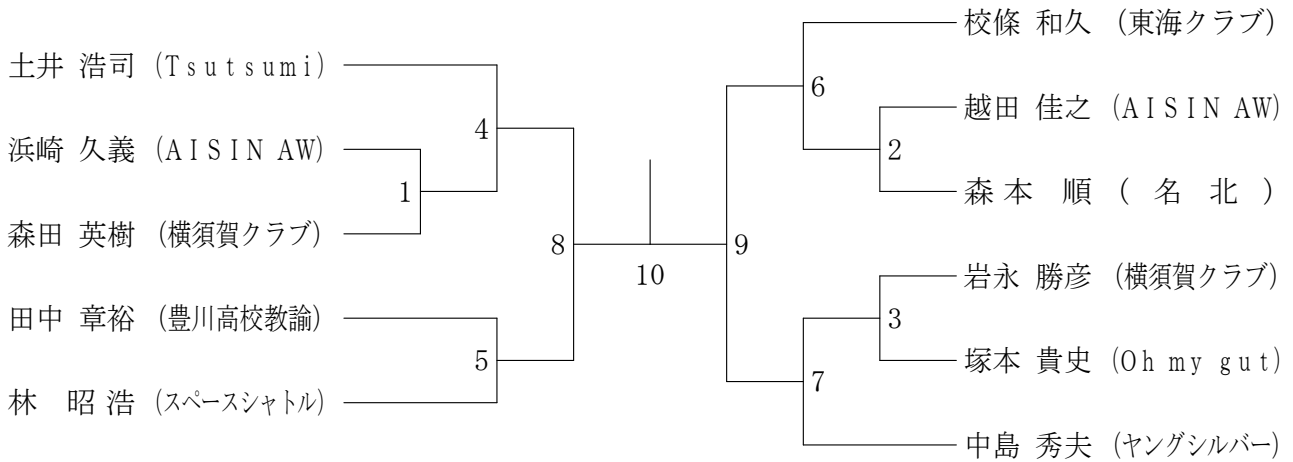 土井 浩司 (Tsutsumi)
浜崎 久義 (AISIN AW)
森田 英樹 (横須賀クラブ)
田中 章裕 (豊川高校教諭)
林 昭浩 (スペースシャトル)
1
4
5
8
10
9
6
2
3
7
校條 和久 (東海クラブ)
越田 佳之 (AISIN AW)
森本 順 (名北)
岩永 勝彦 (横須賀クラブ)
塚本 貴史 (Oh my gut)
中島 秀夫 (ヤングシルバー)